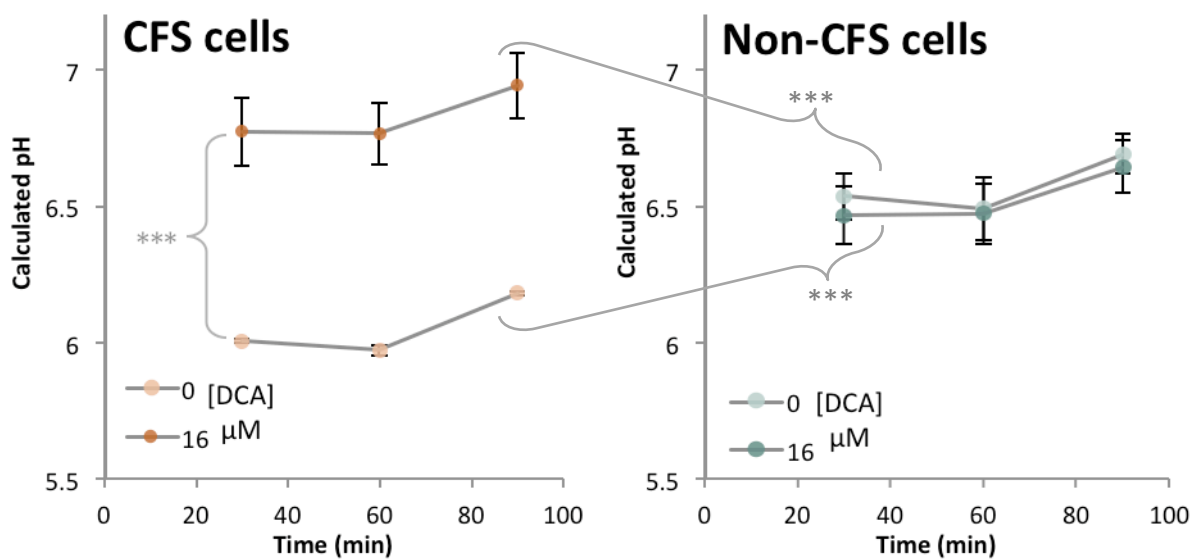 CFS cells
7
6.5
6
5.5
Calculated pH
***
0 [DCA]
16 µM
0 20 40 60 80 100
Time (min)
Non-CFS cells
7
6.5
6
5.5
Calculated pH
***
***
0 [DCA]
16 µM
0 20 40 60 80 100
Time (min)